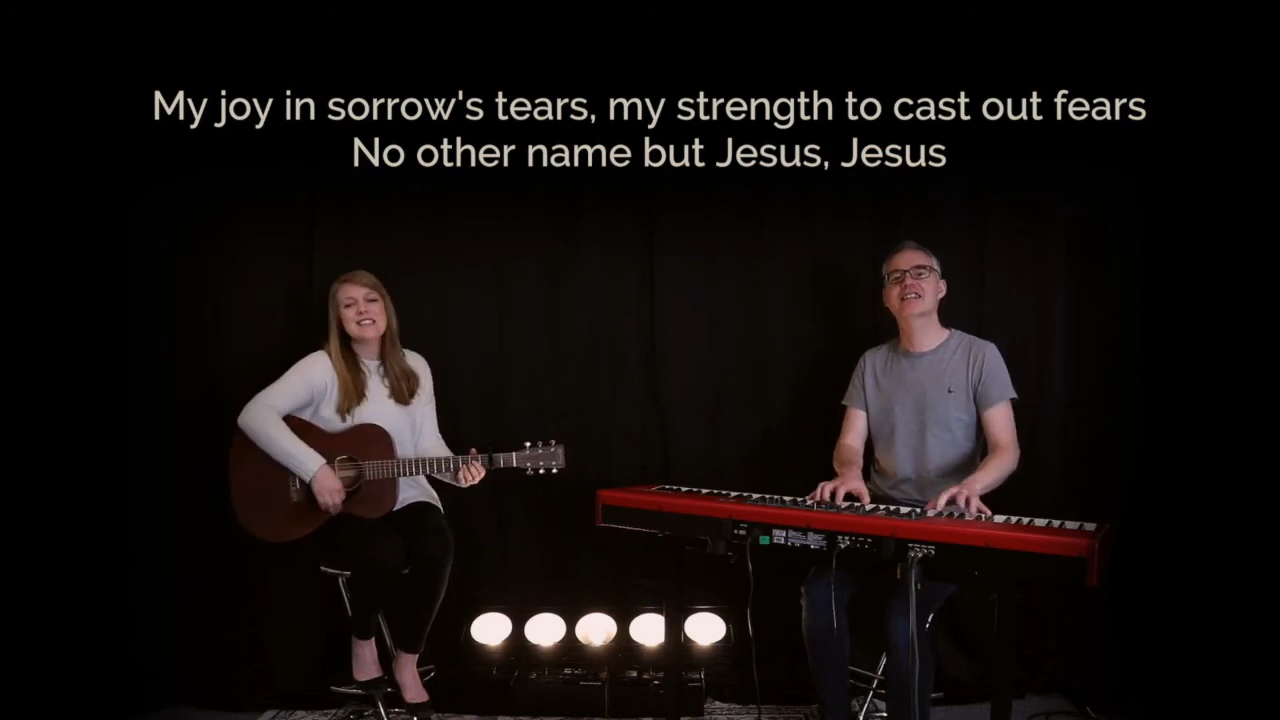 My joy in sorrow's tears, my strength to cast out fears
No other name but Jesus, Jesus